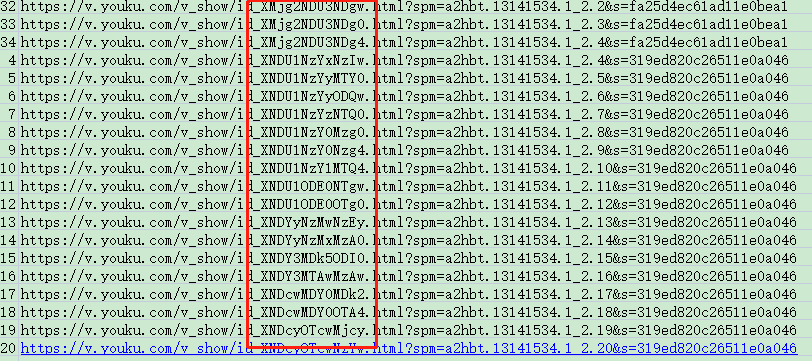 32 https://v.youku.com/v_show/id_XMjg2NDU3NDgw.html?spm=a2hbt.13141534.1_2.2&s=fa25d4ec61ad11e0bea1
33 https://v.youku.com/v_show/id_XMjg2NDU3NDg0.html?spm=a2hbt.13141534.1_2.3&s=fa25d4ec61ad11e0bea1
34 https://v.youku.com/v_show/id_XMjg2NDU3NDg4.html?spm=a2hbt.13141534.1_2.4&s=fa25d4ec61ad11e0bea1
4 https://v.youku.com/v_show/id_XNDU1NzYxNzIw.html?spm=a2hbt.13141534.1_2.4&s=319ed820c26511e0a046
5 https://v.youku.com/v_show/id_XNDU1NzYyMTY0.html?spm=a2hbt.13141534.1_2.5&s=319ed820c26511e0a046
6 https://v.youku.com/v_show/id_XNDU1NzYyODQw.html?spm=a2hbt.13141534.1_2.6&s=319ed820c26511e0a046
7 https://v.youku.com/v_show/id_XNDU1NzYzNTQ0.html?spm=a2hbt.13141534.1_2.7&s=319ed820c26511e0a046
8 https://v.youku.com/v_show/id_XNDU1NzY0Mzg0.html?spm=a2hbt.13141534.1_2.8&s=319ed820c26511e0a046
9 https://v.youku.com/v_show/id_XNDU1NzY0Nzg4.html?spm=a2hbt.13141534.1_2.9&s=319ed820c26511e0a046
10 https://v.youku.com/v_show/id_XNDU1NzY1MTQ4.html?spm=a2hbt.13141534.1_2.10&s=319ed820c26511e0a046
11 https://v.youku.com/v_show/id_XNDU1ODE0NTgw.html?spm=a2hbt.13141534.1_2.11&s=319ed820c26511e0a046
12 https://v.youku.com/v_show/id_XNDU1ODE0OTg0.html?spm=a2hbt.13141534.1_2.12&s=319ed820c26511e0a046
13 https://v.youku.com/v_show/id_XNDYyNzMwNzEy.html?spm=a2hbt.13141534.1_2.13&s=319ed820c26511e0a046
14 https://v.youku.com/v_show/id_XNDYyNzMxMzA0.html?spm=a2hbt.13141534.1_2.14&s=319ed820c26511e0a046
15 https://v.youku.com/v_show/id_XNDY3MDk5ODI0.html?spm=a2hbt.13141534.1_2.15&s=319ed820c26511e0a046
16 https://v.youku.com/v_show/id_XNDY3MTAwMzAw.html?spm=a2hbt.13141534.1_2.16&s=319ed820c26511e0a046
17 https://v.youku.com/v_show/id_XNDcwMDY0MDk2.html?spm=a2hbt.13141534.1_2.17&s=319ed820c26511e0a046
18 https://v.youku.com/v_show/id_XNDcwMDY0OTA4.html?spm=a2hbt.13141534.1_2.18&s=319ed820c26511e0a046
19 https://v.youku.com/v_show/id_XNDcyOTcwMjcy.html?spm=a2hbt.13141534.1_2.19&s=319ed820c26511e0a046
20 https://v.youku.com/v_show/id_XNDcyOTcwNzYw.html?spm=a2hbt.13141534.1_2.20&s=319ed820c26511e0a046